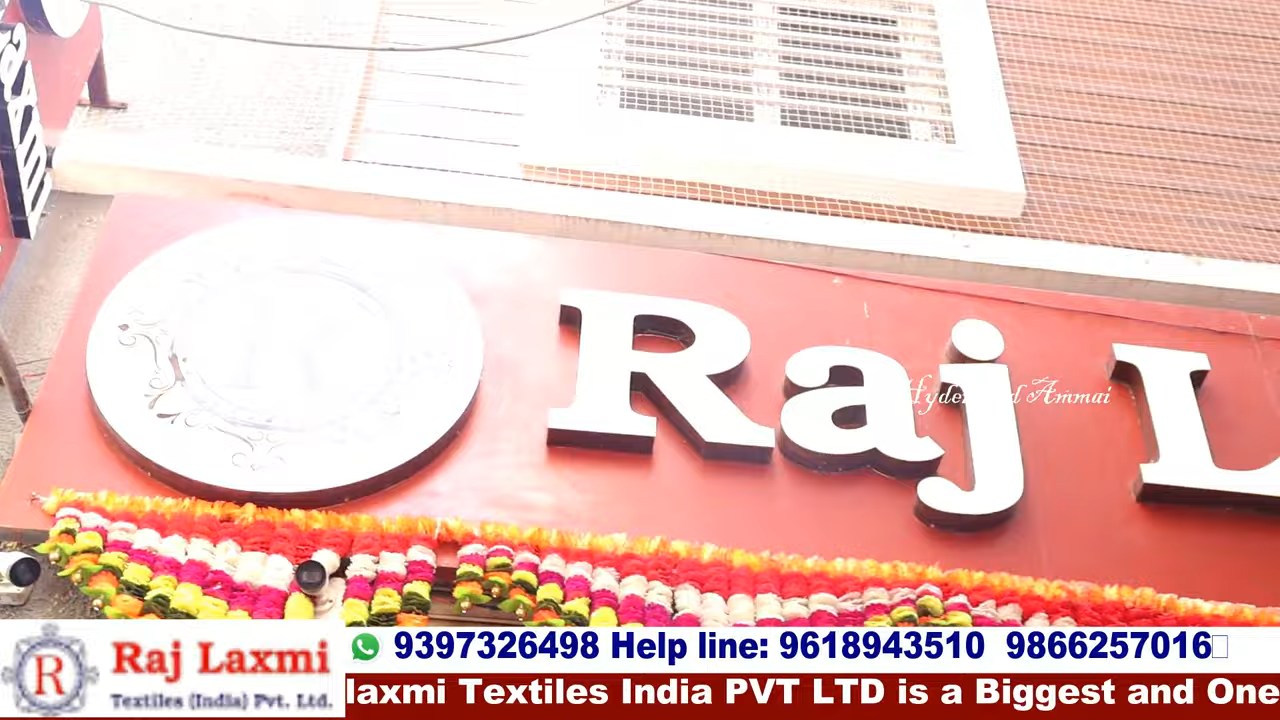 axmi
Raj L
Hyderabad Ammai
R
Raj Laxmi
Textiles (India) Pvt. Ltd.
9397326498 Help line: 9618943510 9866257016
laxmi Textiles India PVT LTD is a Biggest and One